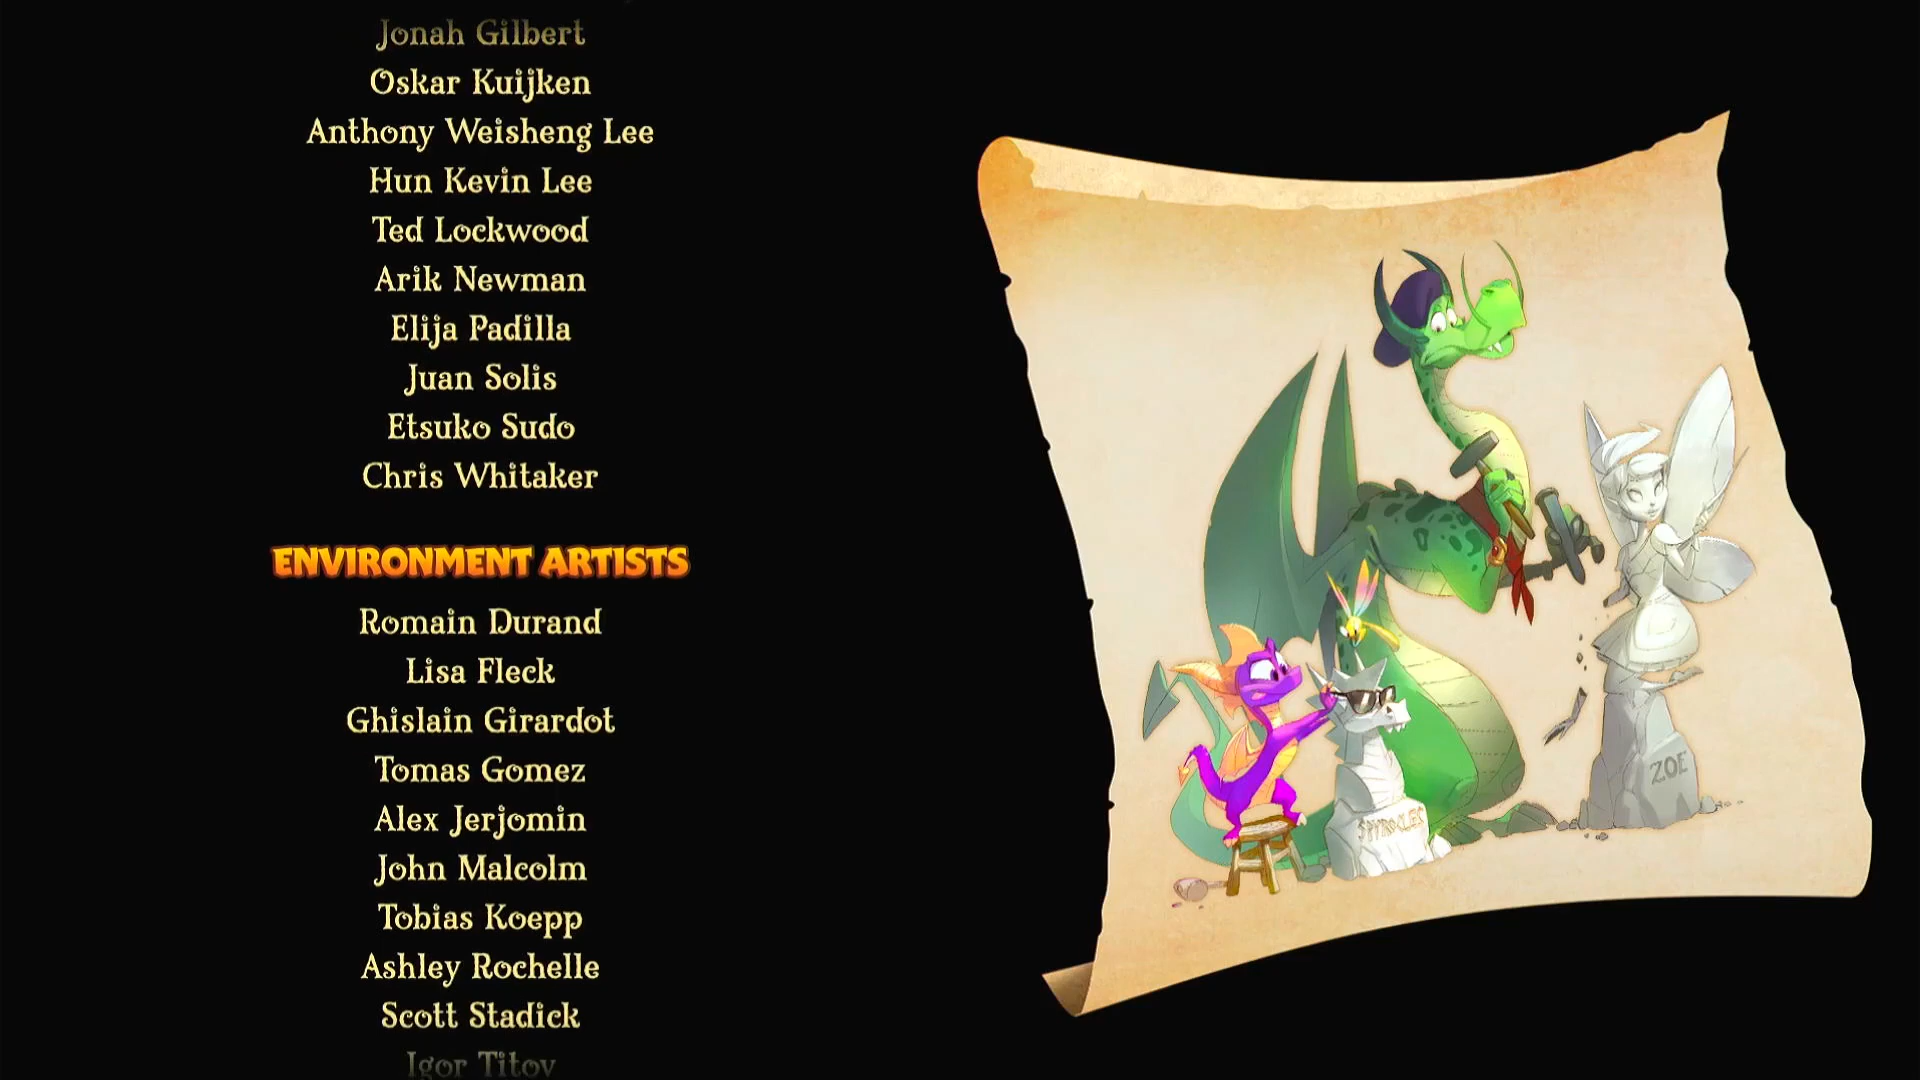 Jonah Gilbert
Oskar Kuijken
Anthony Weisheng Lee
Hun Kevin Lee
Ted Lockwood
Arik Newman
Elija Padilla
Juan Solis
Etsuko Sudo
Chris Whitaker
ENVIRONMENT ARTISTS
Romain Durand
Lisa Fleck
Ghislain Girardot
Tomas Gomez
Alex Jerjomin
John Malcolm
Tobias Koepp
Ashley Rochelle
Scott Stadick
Igor Titov
ZOE
SPYROCLES